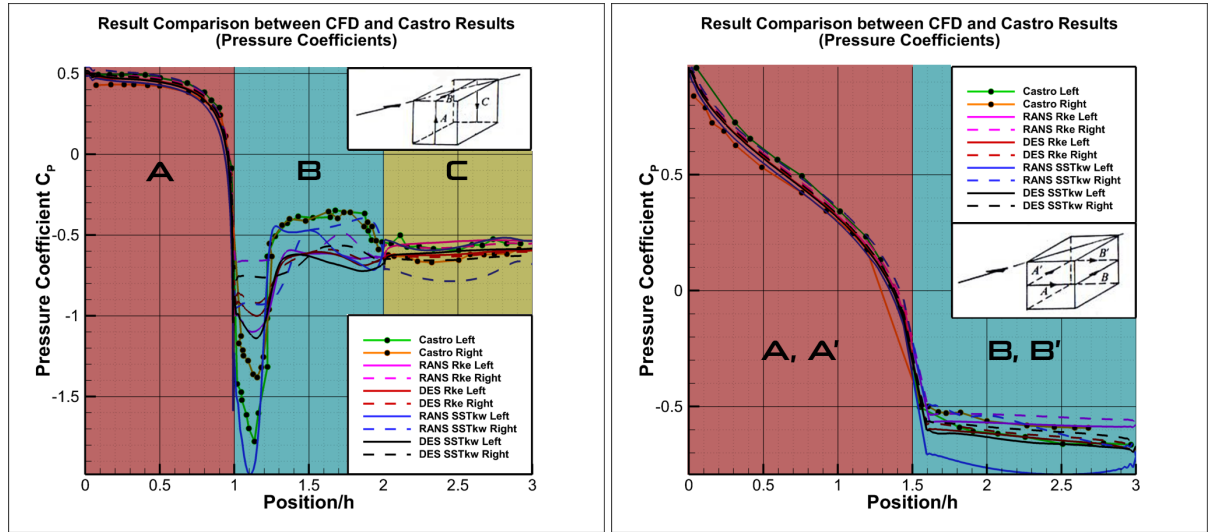 Result Comparison between CFD and Castro Results
(Pressure Coefficients)
Pressure Coefficient CP
0.5
0
-0.5
-1
-1.5
A
B
C
B
A
C
Castro Left
Castro Right
RANS Rke Left
RANS Rke Right
DES Rke Left
DES Rke Right
RANS SSTkw Left
RANS SSTkw Right
DES SSTkw Left
DES SSTkw Right
0 0.5 1 1.5 2 2.5 3
Position/h
Result Comparison between CFD and Castro Results
(Pressure Coefficients)
Pressure Coefficient CP
0.5
0
-0.5
Castro Left
Castro Right
RANS Rke Left
RANS Rke Right
DES Rke Left
DES Rke Right
RANS SSTkw Left
RANS SSTkw Right
DES SSTkw Left
DES SSTkw Right
A' B'
A B
A, A'
B, B'
0 0.5 1 1.5 2 2.5 3
Position/h